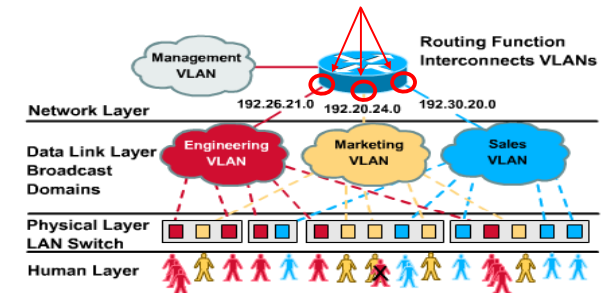 Management
VLAN
Routing Function
Interconnects VLANs
192.26.21.0
192.20.24.0
192.30.20.0
Network Layer
Data Link Layer
Broadcast
Domains
Engineering
VLAN
Marketing
VLAN
Sales
VLAN
Physical Layer
LAN Switch
Human Layer
X